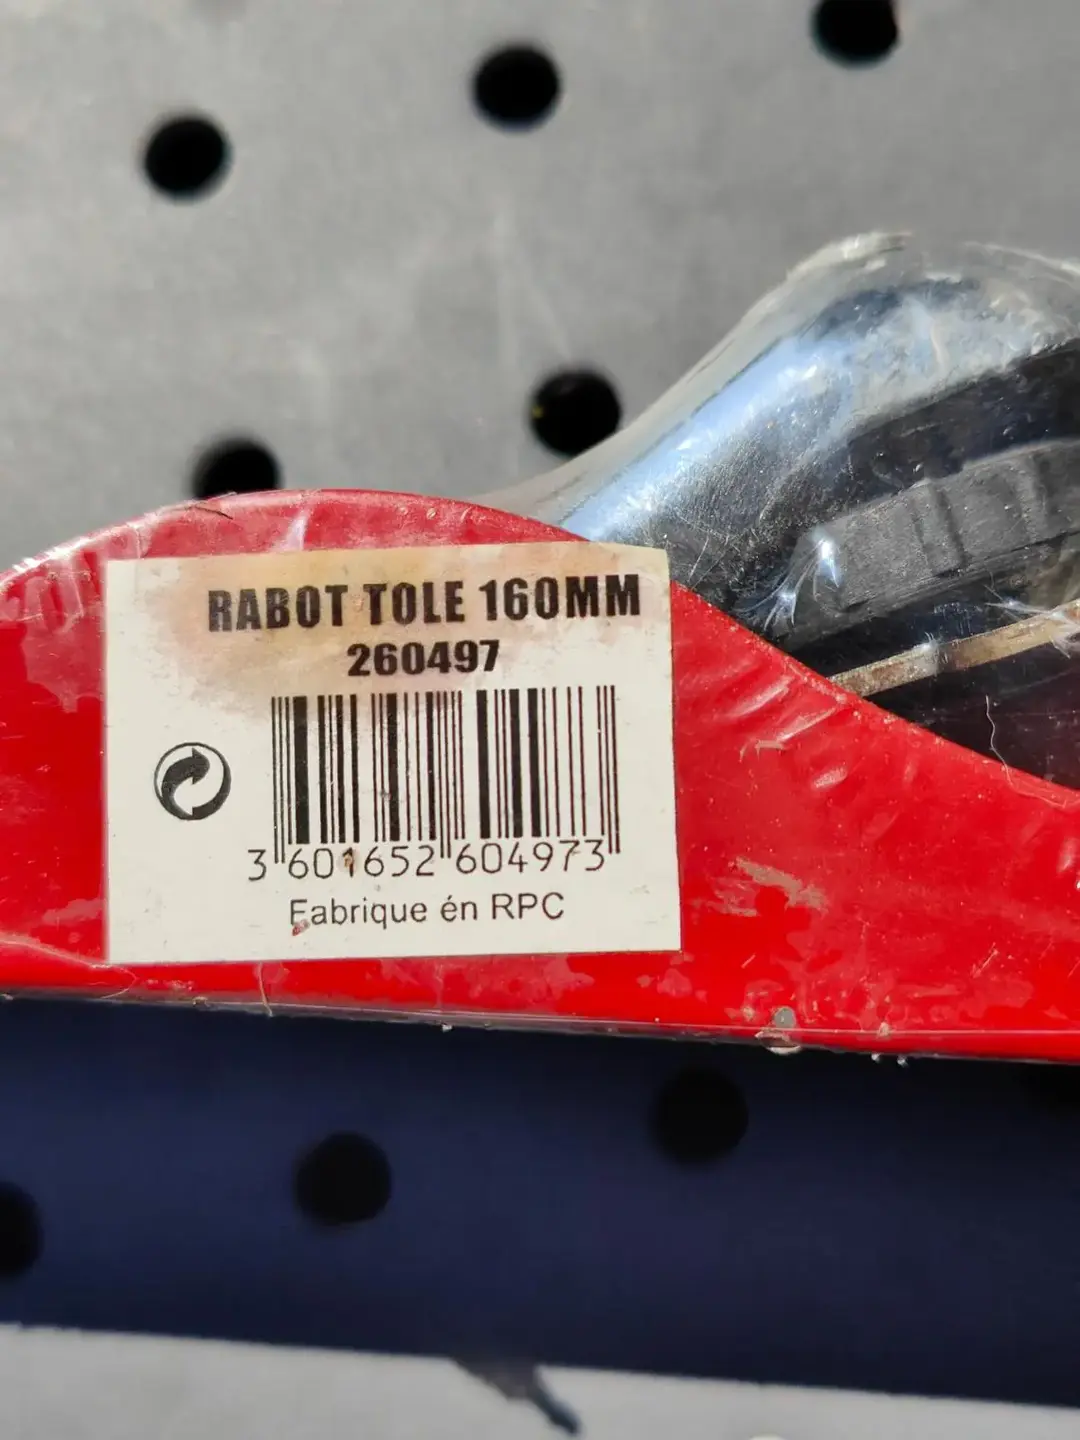 RABOT TOLE 160MM
260497
3 601652 604973
Fabrique én RPC